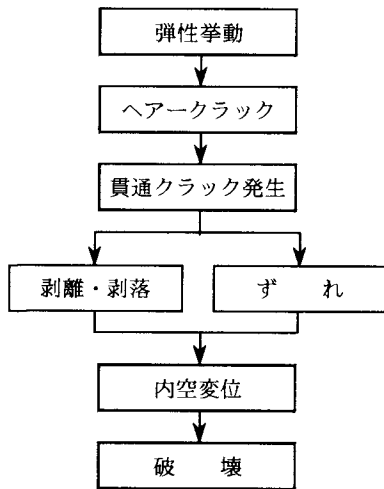 弾性挙動
ヘアークラック
貫通クラック発生
剥離・剥落
ず れ
内空変位
破 壊